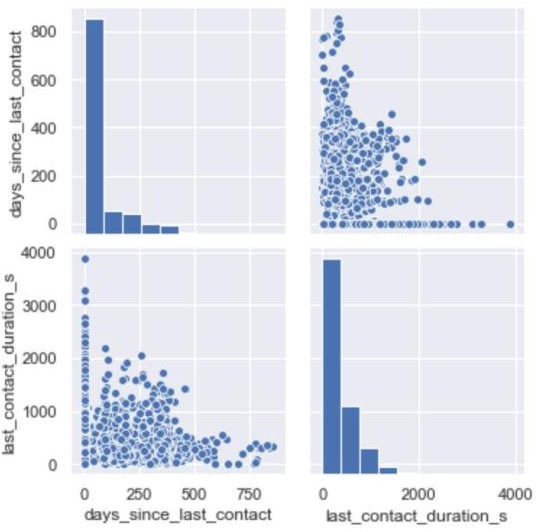 days_since_last_contact
800
600
400
200
0
last_contact_duration_s
4000
3000
2000
1000
0
0 250 500 750
days_since_last_contact
0 2000 4000
last_contact_duration_s